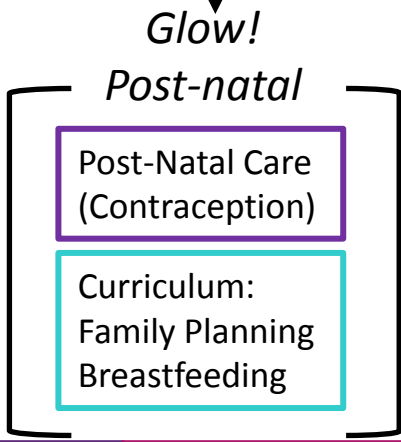 Glow!
Post-natal
Post-Natal Care
(Contraception)
Curriculum:
Family Planning
Breastfeeding